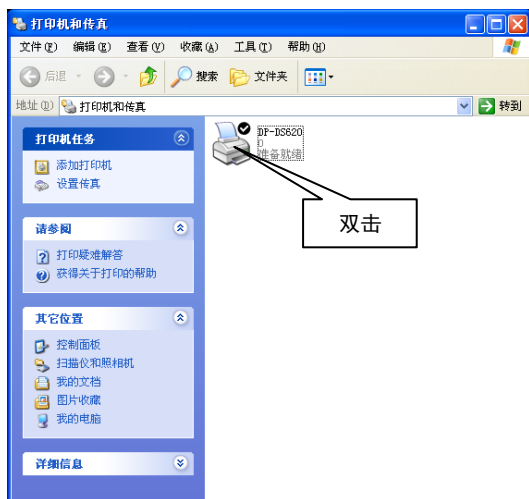 打印机和传真
文件(F) 编辑(E) 查看(V) 收藏(A) 工具(T) 帮助(H)
后退 搜索 文件夹
地址(D) 打印机和传真 转到
打印机任务
添加打印机
设置传真
请参阅
打印疑难解答
获得关于打印的帮助
其它位置
控制面板
扫描仪和照相机
我的文档
图片收藏
我的电脑
详细信息
DP-DS620
0
准备就绪
双击